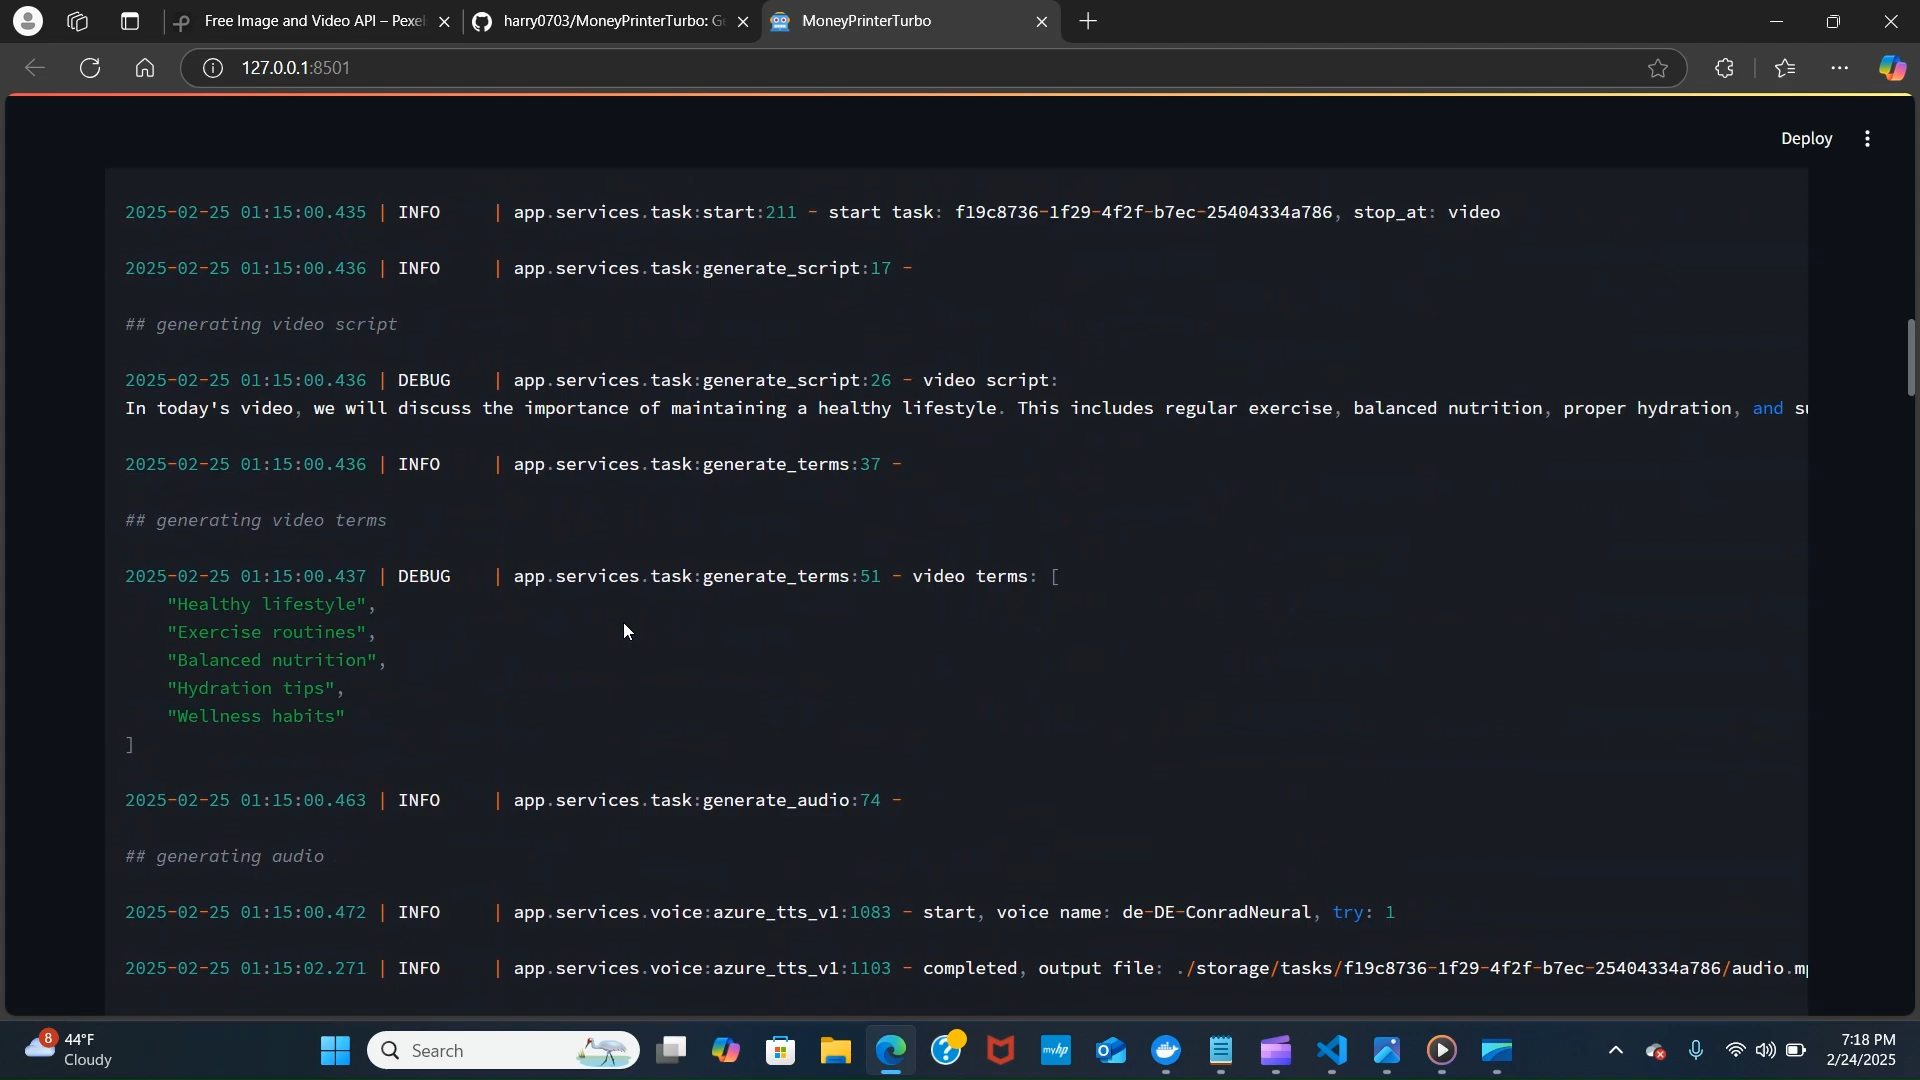 Free Image and Video API – Pexel
harry0703/MoneyPrinterTurbo: Ge
MoneyPrinterTurbo
127.0.0.1:8501
Deploy
2025-02-25 01:15:00.435 | INFO | app.services.task:start:211 - start task: f19c8736-1f29-4f2f-b7ec-25404334a786, stop_at: video
2025-02-25 01:15:00.436 | INFO | app.services.task:generate_script:17 -
## generating video script
2025-02-25 01:15:00.436 | DEBUG | app.services.task:generate_script:26 - video script:
In today's video, we will discuss the importance of maintaining a healthy lifestyle. This includes regular exercise, balanced nutrition, proper hydration, and su
2025-02-25 01:15:00.436 | INFO | app.services.task:generate_terms:37 -
## generating video terms
2025-02-25 01:15:00.437 | DEBUG | app.services.task:generate_terms:51 - video terms: [
"Healthy lifestyle",
"Exercise routines",
"Balanced nutrition",
"Hydration tips",
"Wellness habits"
]
2025-02-25 01:15:00.463 | INFO | app.services.task:generate_audio:74 -
## generating audio
2025-02-25 01:15:00.472 | INFO | app.services.voice:azure_tts_v1:1083 - start, voice name: de-DE-ConradNeural, try: 1
2025-02-25 01:15:02.271 | INFO | app.services.voice:azure_tts_v1:1103 - completed, output file: ./storage/tasks/f19c8736-1f29-4f2f-b7ec-25404334a786/audio.mp
8
44°F
Cloudy
Search
myhp
7:18 PM
2/24/2025